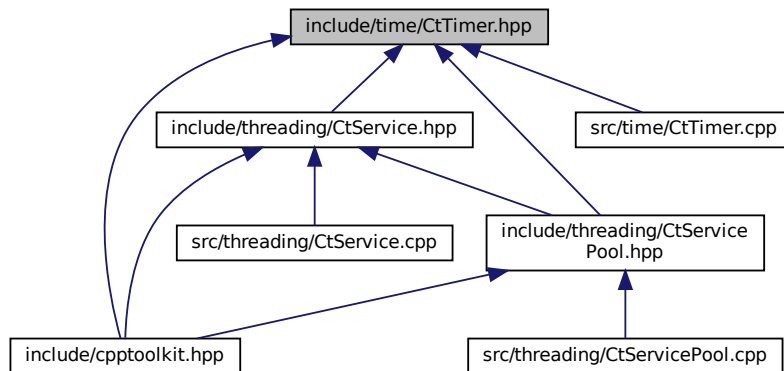 include/time/CtTimer.hpp
include/threading/CtService.hpp
src/time/CtTimer.cpp
src/threading/CtService.cpp
include/threading/CtService
Pool.hpp
include/cpptoolkit.hpp
src/threading/CtServicePool.cpp